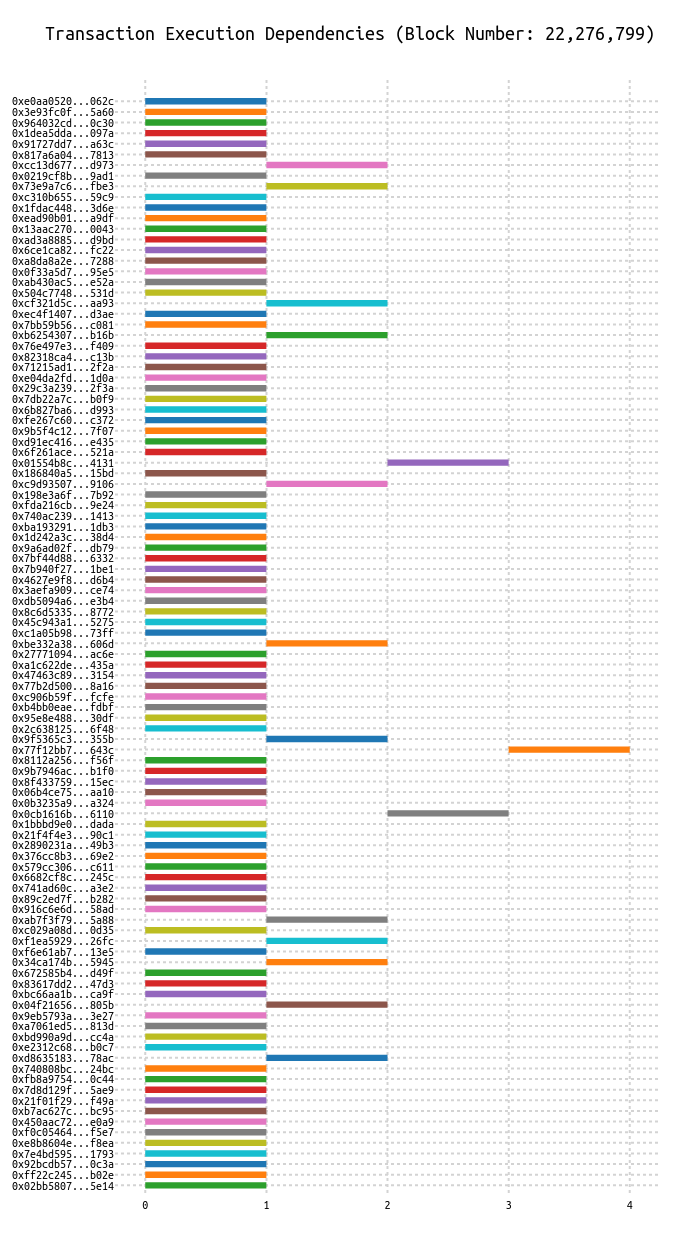 Transaction Execution Dependencies (Block Number: 22,276,799)
0xe0aa0520...062c
0x3e93fc0f...5a60
0x964032cd...0c30
0x1dea5dda...097a
0x91727dd7...a63c
0x817a6a04...7813
0xcc13d677...d973
0x0219cf8b...9ad1
0x73e9a7c6...fbe3
0xc310b655...59c9
0x1fdac448...3d6e
0xead90b01...a9df
0x13aac270...0043
0xad3a8885...d9bd
0x6ce1ca82...fc22
0xa8da8a2e...7288
0x0f33a5d7...95e5
0xab430ac5...e52a
0x504c7748...531d
0xcf321d5c...aa93
0xec4f1407...d3ae
0x7bb59b56...c081
0xb6254307...b16b
0x76e497e3...f409
0x82318ca4...c13b
0x71215ad1...2f2a
0xe04da2fd...1d0a
0x29c3a239...2f3a
0x7db22a7c...b0f9
0x6b827ba6...d993
0xfe267c60...c372
0x9b5f4c12...7f07
0xd91ec416...e435
0x6f261ace...521a
0x01554b8c...4131
0x186840a5...15bd
0xc9d93507...9106
0x198e3a6f...7b92
0xfda216cb...9e24
0x740ac239...1413
0xba193291...1db3
0x1d242a3c...38d4
0x9a6ad02f...db79
0x7bf44d88...6332
0x7b940f27...1be1
0x4627e9f8...d6b4
0x3aefa909...ce74
0xdb5094a6...e3b4
0x8c6d5335...8772
0x45c943a1...5275
0xc1a05b98...73ff
0xbe332a38...606d
0x27771094...ac6e
0xa1c622de...435a
0x47463c89...3154
0x77b2d500...8a16
0xc906b59f...fcfe
0xb4bb0eae...fdbf
0x95e8e488...30df
0x2c638125...6f48
0x9f5365c3...355b
0x77f12bb7...643c
0x8112a256...f56f
0x9b7946ac...b1f0
0x8f433759...15ec
0x06b4ce75...aa10
0x0b3235a9...a324
0x0cb1616b...6110
0x1bbbd9e0...dada
0x21f4f4e3...90c1
0x2890231a...49b3
0x376cc8b3...69e2
0x579cc306...c611
0x6682cf8c...245c
0x741ad60c...a3e2
0x89c2ed7f...b282
0x916c6e6d...58ad
0xab7f3f79...5a88
0xc029a08d...0d35
0xf1ea5929...26fc
0xf6e61ab7...13e5
0x34ca174b...5945
0x672585b4...d49f
0x83617dd2...47d3
0xbc66aa1b...ca9f
0x04f21656...805b
0x9eb5793a...3e27
0xa7061ed5...813d
0xbd990a9d...cc4a
0xe2312c68...b0c7
0xd8635183...78ac
0x740808bc...24bc
0xfb8a9754...0c44
0x7d8d129f...5ae9
0x21f01f29...f49a
0xb7ac627c...bc95
0x450aac71...e0a9
0xf0c05464...f5e7
0xe8b8604e...f8ea
0x7e4bd595...1793
0x92bcdb57...0c3a
0xff22c245...b02e
0x02bb5807...5e14
0 1 2 3 4